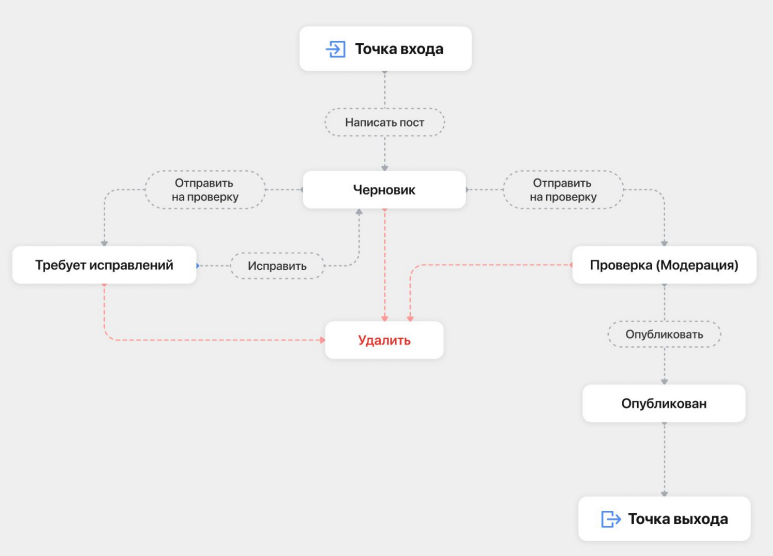 Точка входа
Написать пост
Отправить
на проверку
Черновик
Отправить
на проверку
Требует исправлений
Исправить
Проверка (Модерация)
Удалить
Опубликовать
Опубликован
Точка выхода